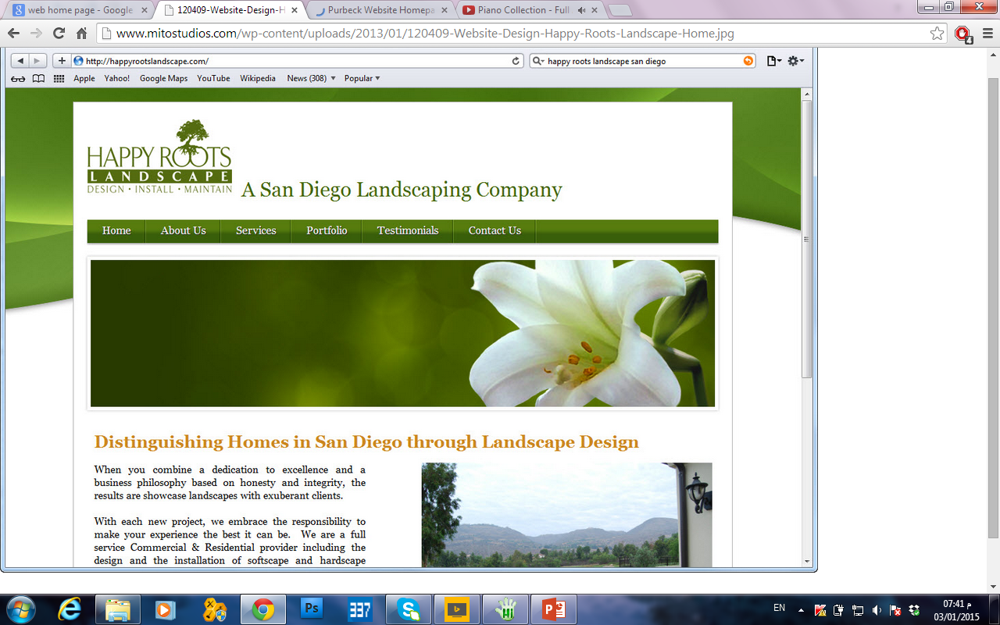 web home page - Google
120409-Website-Design-H
Purbeck Website Homepa
Piano Collection - Full
www.mitostudios.com/wp-content/uploads/2013/01/120409-Website-Design-Happy-Roots-Landscape-Home.jpg
4
http://happyrootslandscape.com/
happy roots landscape san diego
Apple Yahoo! Google Maps YouTube Wikipedia News (308) Popular
HAPPY ROOTS
LANDSCAPE
DESIGN • INSTALL • MAINTAIN
A San Diego Landscaping Company
Home About Us Services Portfolio Testimonials Contact Us
Distinguishing Homes in San Diego through Landscape Design
When you combine a dedication to excellence and a
business philosophy based on honesty and integrity, the
results are showcase landscapes with exuberant clients.
With each new project, we embrace the responsibility to
make your experience the best it can be. We are a full
service Commercial & Residential provider including the
design and the installation of softscape and hardscape
Ps
337
EN
07:41 م
03/01/2015